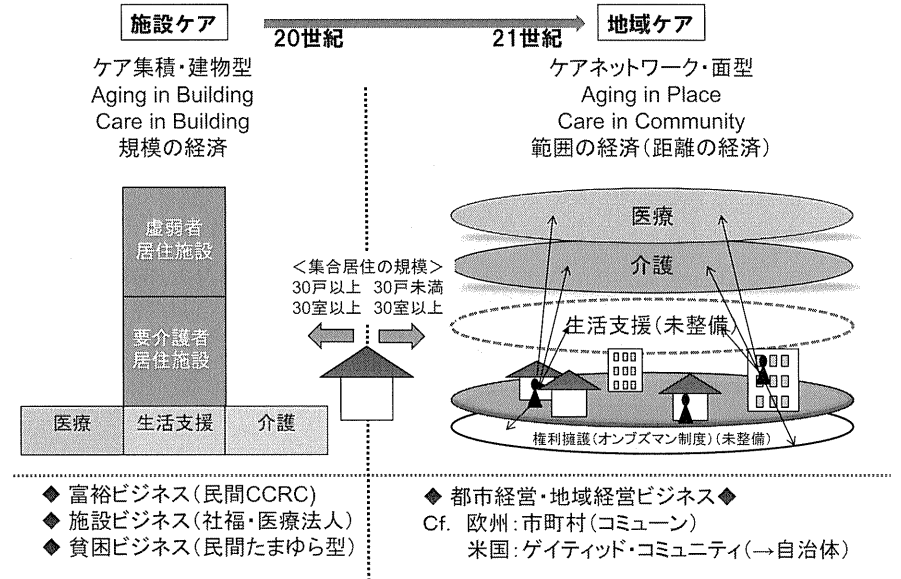 施設ケア
20世紀
21世紀
地域ケア
ケア集積・建物型
Aging in Building
Care in Building
規模の経済
ケアネットワーク・面型
Aging in Place
Care in Community
範囲の経済(距離の経済)
虚弱者
居住施設
要介護者
居住施設
医療
生活支援
介護
<集合居住の規模>
30戸以上 30戸未満
30室以上 30室以上
医療
介護
生活支援(未整備)
権利擁護(オンブズマン制度)(未整備)
◆ 富裕ビジネス(民間CCRC)
◆ 施設ビジネス(社福・医療法人)
◆ 貧困ビジネス(民間たまゆら型)
◆ 都市経営・地域経営ビジネス◆
Cf. 欧州:市町村(コミューン)
米国:ゲイティッド・コミュニティ(→自治体)